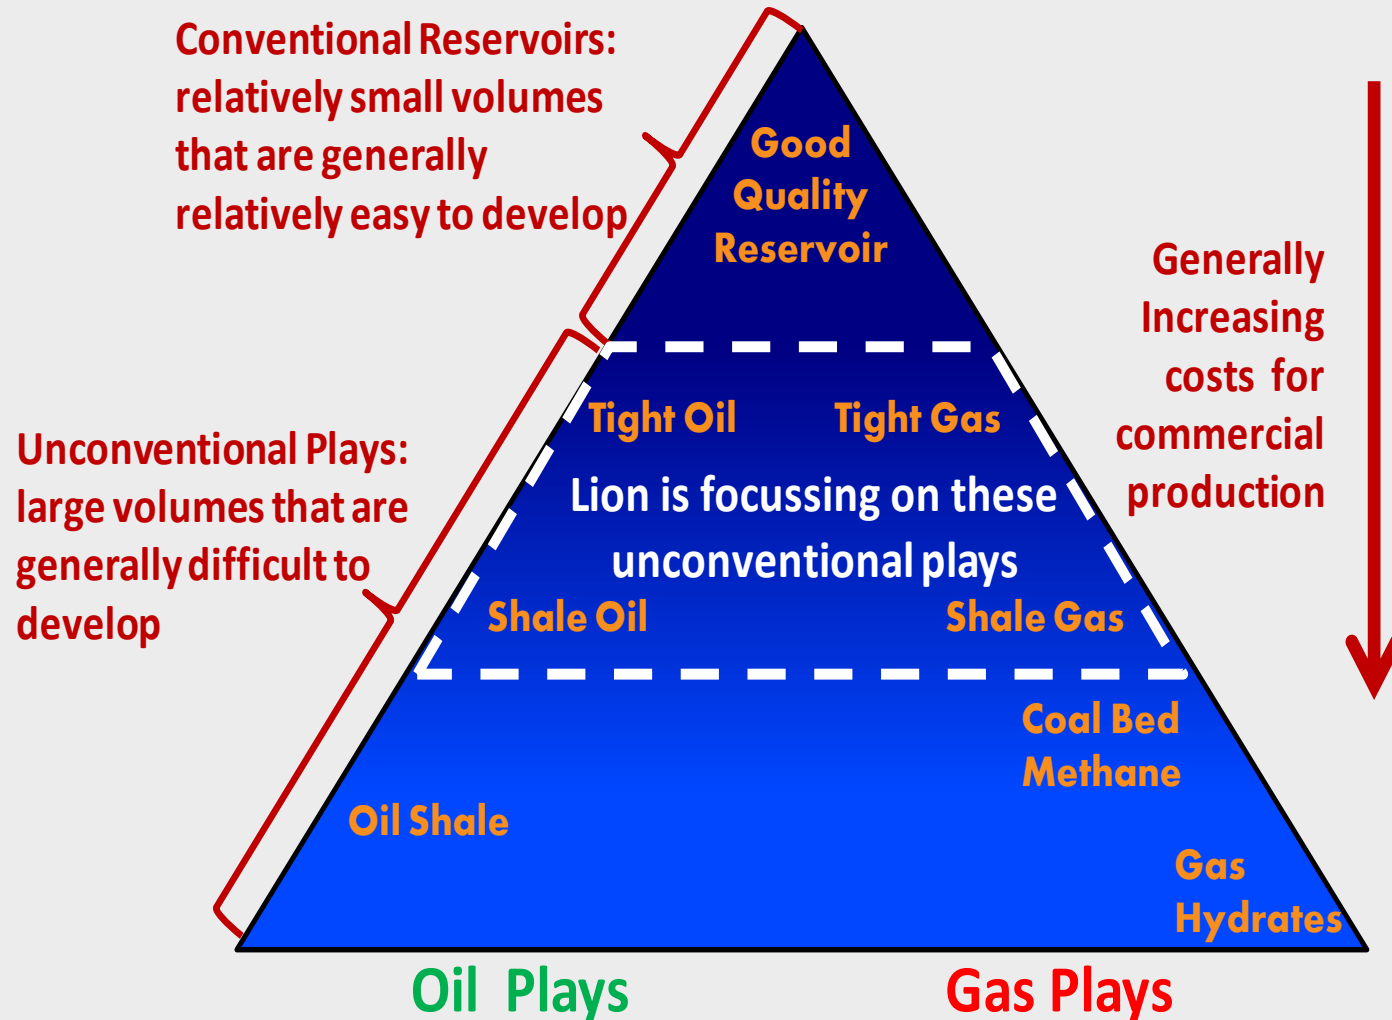 Conventional Reservoirs:
relatively small volumes
that are generally
relatively easy to develop
Good
Quality
Reservoir
Generally
Increasing
costs for
commercial
production
Unconventional Plays:
large volumes that are
generally difficult to
develop
Tight Oil
Tight Gas
Lion is focussing on these
unconventional plays
Shale Oil
Shale Gas
Coal Bed
Methane
Oil Shale
Gas
Hydrates
Oil Plays
Gas Plays